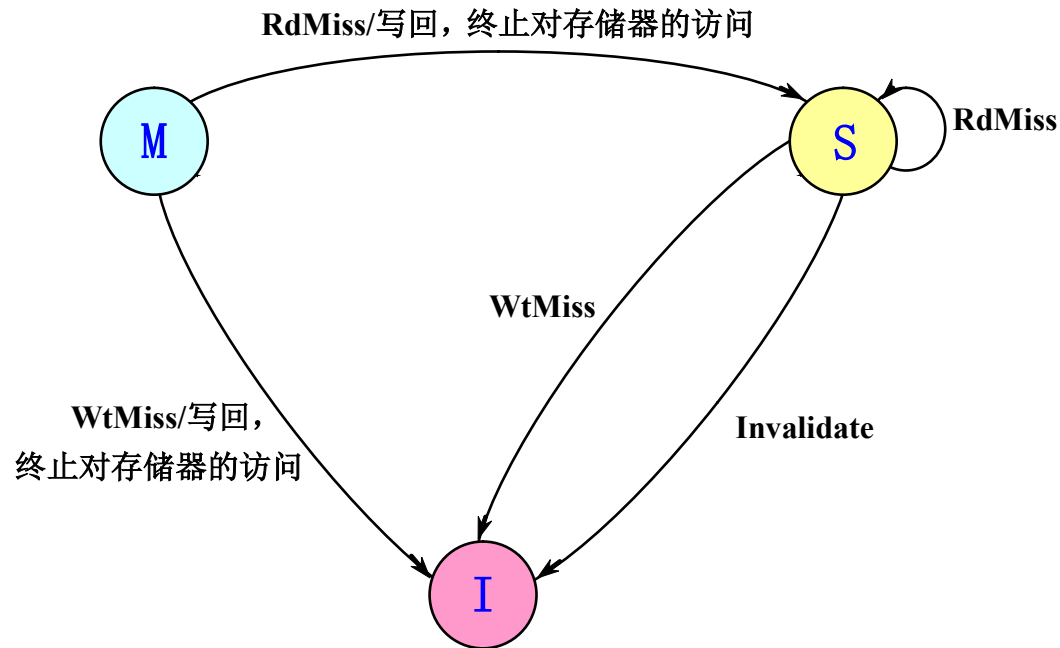 RdMiss/写回，终止对存储器的访问
M
S
RdMiss
WtMiss
WtMiss/写回，
终止对存储器的访问
Invalidate
I